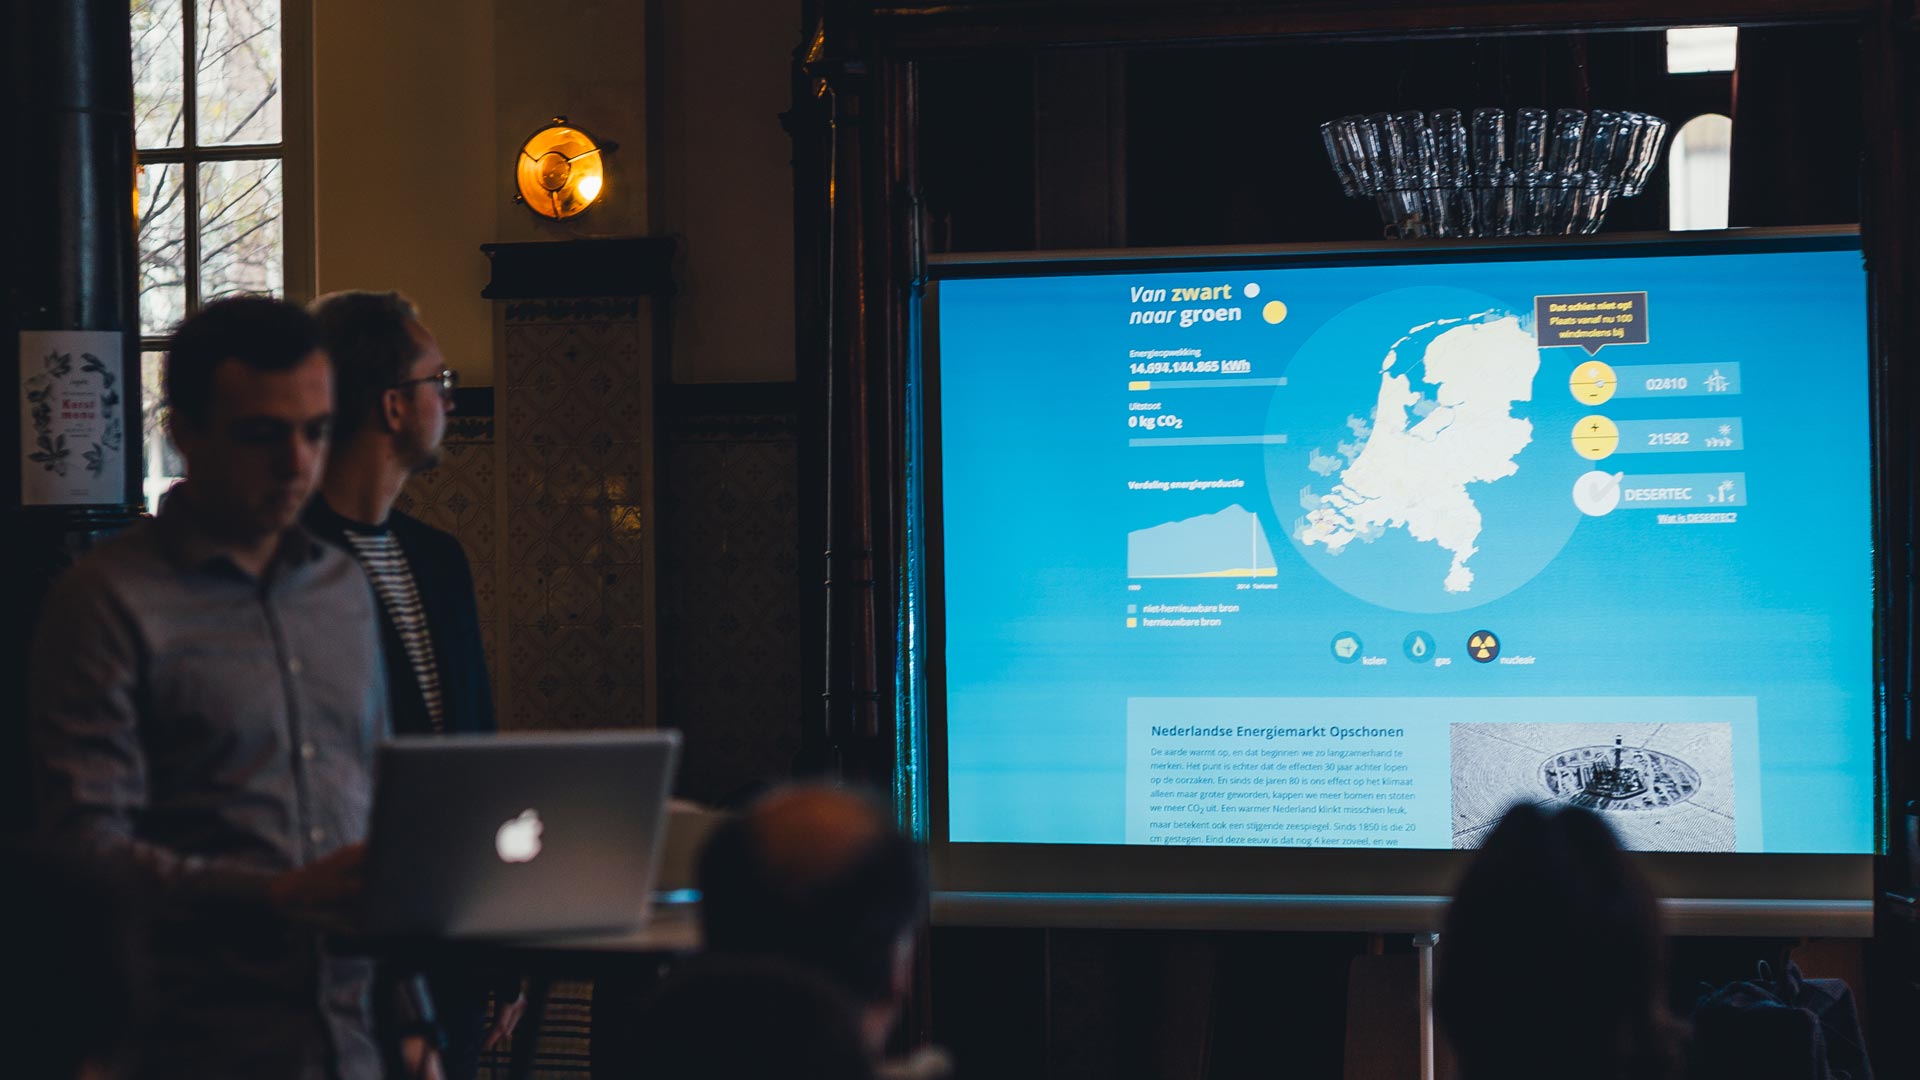 Van zwart
naar groen
Energieopwekking
14.694.144.865 kWh
Uitstoot
0 kg CO2
Verdeling energieproductie
1990
2014 Toekomst
niet-hernieuwbare bron
hernieuwbare bron
Dat schiet niet op!
Plaats vanaf nu 100
windmolens bij
02410
21582
DESERTEC
Wat is DESERTEC?
kolen
gas
nucleair
Nederlandse Energiemarkt Opschonen
De aarde warmt op, en dat beginnen we zo langzamerhand te
merken. Het punt is echter dat de effecten 30 jaar achter lopen
op de oorzaken. En sinds de jaren 80 is ons effect op het klimaat
alleen maar groter geworden, kappen we meer bomen en stoten
we meer CO2 uit. Een warmer Nederland klinkt misschien leuk,
maar betekent ook een stijgende zeespiegel. Sinds 1850 is die 20
cm gestegen. Eind deze eeuw is dat nog 4 keer zoveel, en we
Kerst
menu